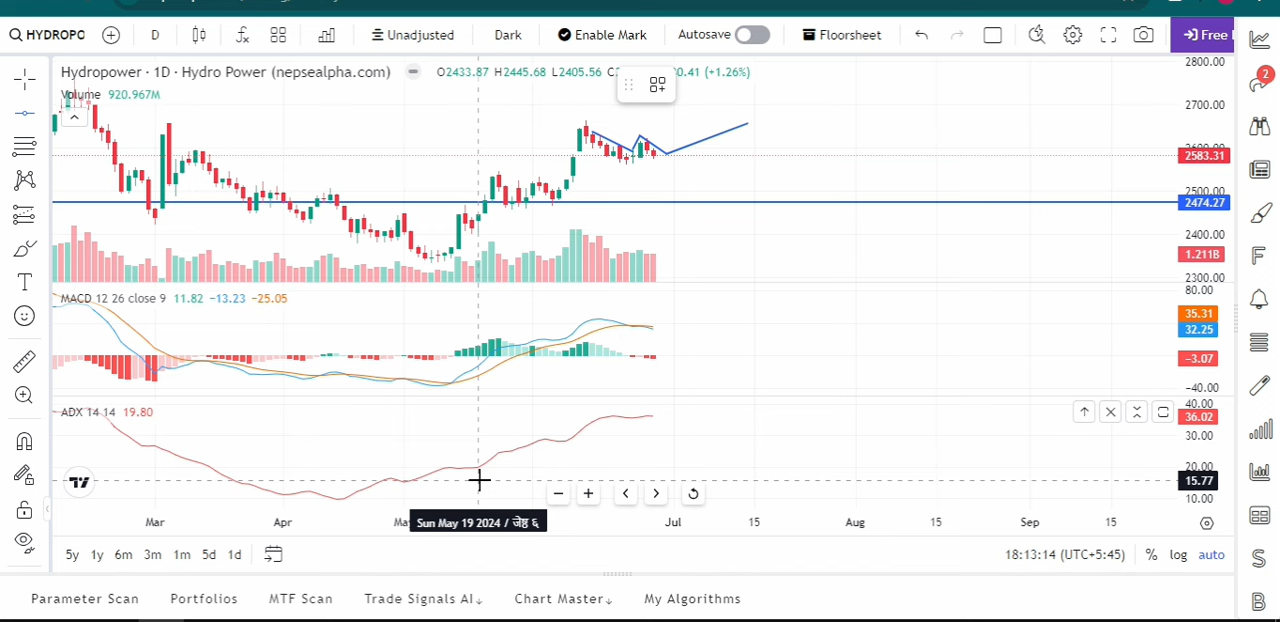 HYDROPO D Unadjusted Dark Enable Mark Autosave Floorsheet Free
Hydropower · 1D · Hydro Power (nepsealpha.com) O2433.87 H2445.68 L2405.56 C (+1.26%)
Volume 920.967M
2800.00
2700.00
2583.31
2500.00
2474.27
2400.00
1.211B
2300.00
MACD 12 26 close 9 11.82 −13.23 −25.05
80.00
35.31
32.25
−3.07
−40.00
ADX 14 14 19.80
40.00
36.02
30.00
20.00
15.77
10.00
Mar Apr Sun May 19 2024 / जेष्ठ ६ Jul 15 Aug 15 Sep 15
5y 1y 6m 3m 1m 5d 1d 18:13:14 (UTC+5:45) % log auto
Parameter Scan Portfolios MTF Scan Trade Signals AI↓ Chart Master↓ My Algorithms
2
F
S
B